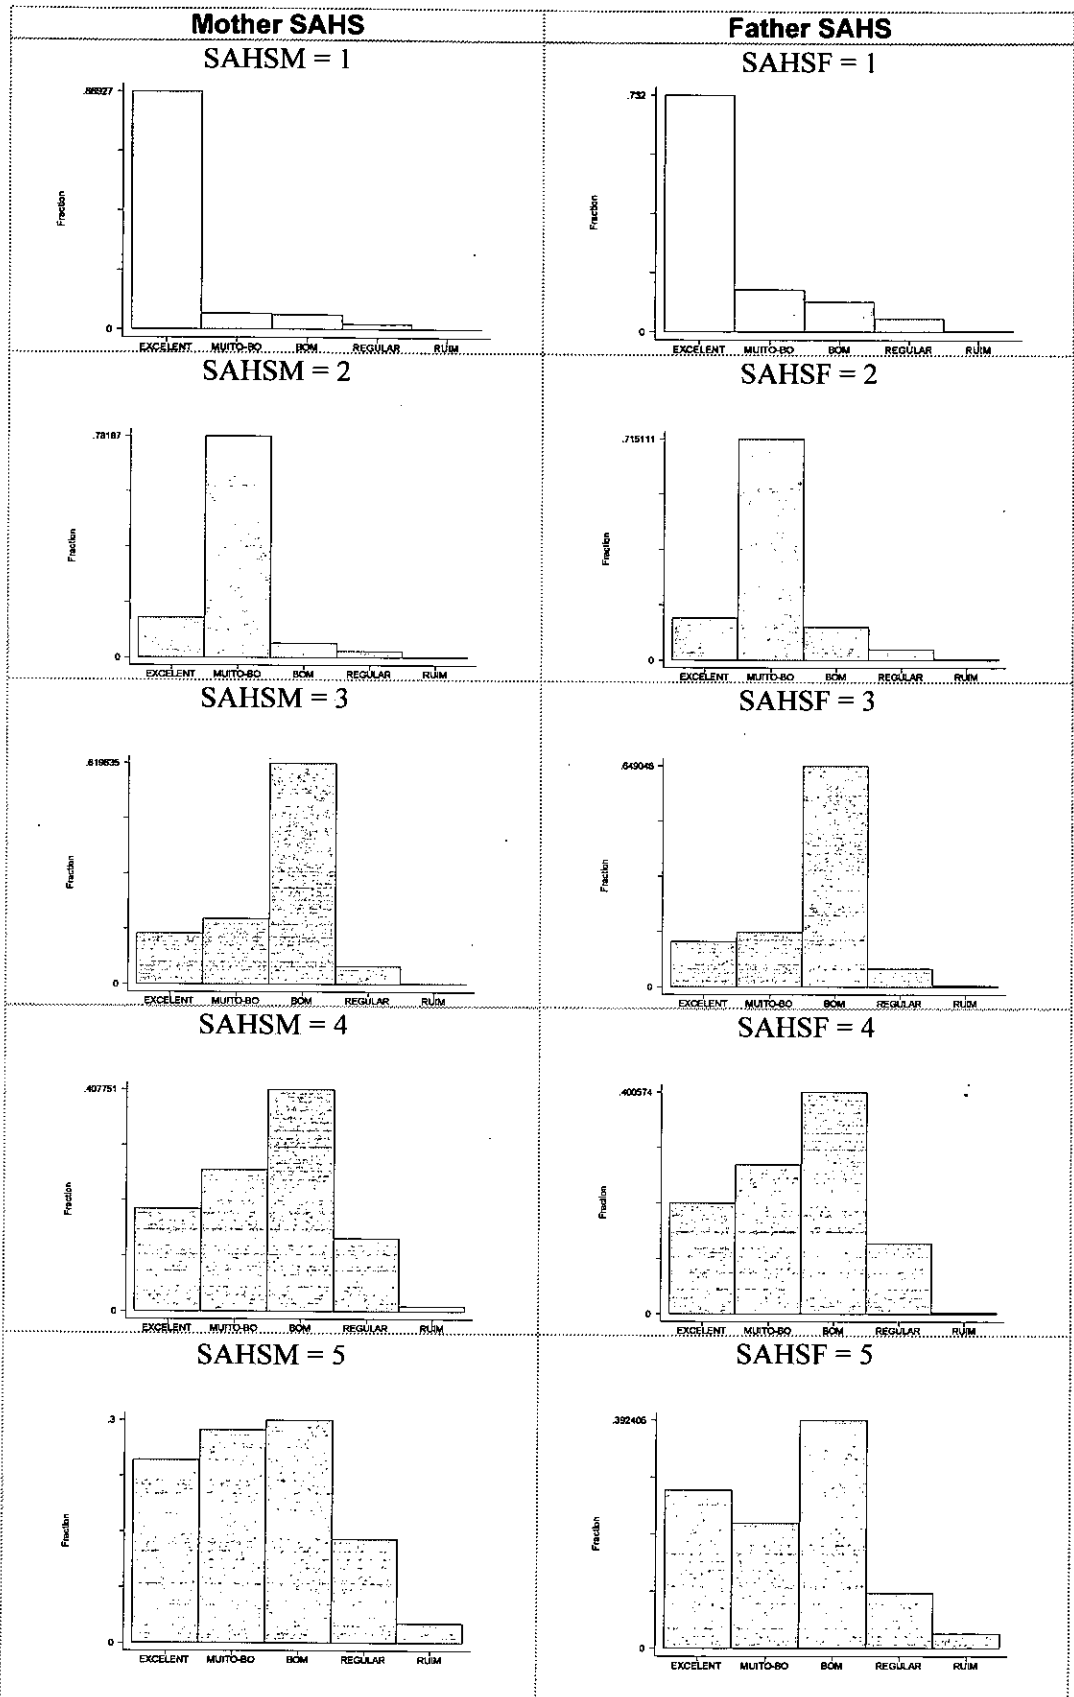 Mother SAHS
Father SAHS
SAHSM = 1
SAHSF = 1
.86927
Fraction
0
EXCELENT MUITO-BO BOM REGULAR RUIM
.732
Fraction
0
EXCELENT MUITO-BO BOM REGULAR RUIM
SAHSM = 2
SAHSF = 2
.78187
Fraction
0
EXCELENT MUITO-BO BOM REGULAR RUIM
.715111
Fraction
0
EXCELENT MUITO-BO BOM REGULAR RUIM
SAHSM = 3
SAHSF = 3
.619835
Fraction
0
EXCELENT MUITO-BO BOM REGULAR RUIM
.649048
Fraction
0
EXCELENT MUITO-BO BOM REGULAR RUIM
SAHSM = 4
SAHSF = 4
.407751
Fraction
0
EXCELENT MUITO-BO BOM REGULAR RUIM
.400574
Fraction
0
EXCELENT MUITO-BO BOM REGULAR RUIM
SAHSM = 5
SAHSF = 5
.3
Fraction
0
EXCELENT MUITO-BO BOM REGULAR RUIM
.392405
Fraction
0
EXCELENT MUITO-BO BOM REGULAR RUIM